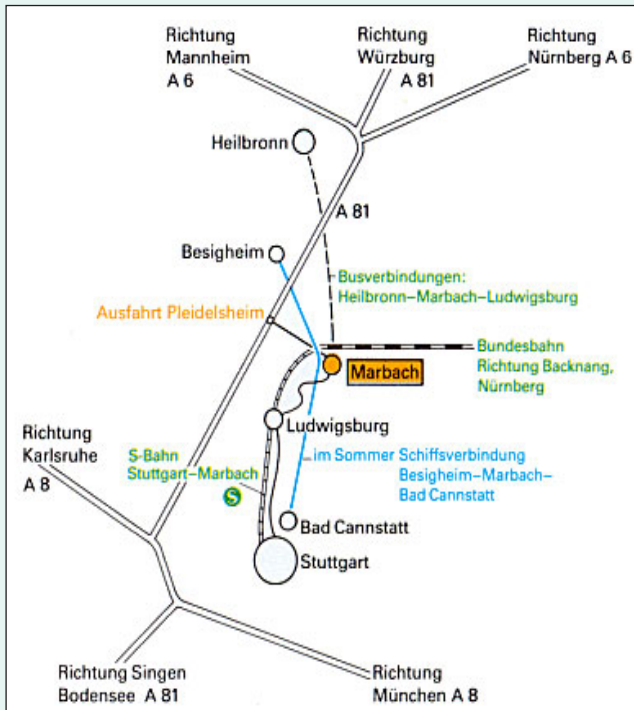 Richtung
Mannheim
A 6
Richtung
Würzburg
A 81
Richtung
Nürnberg A 6
Heilbronn
A 81
Besigheim
Busverbindungen:
Heilbronn–Marbach–Ludwigsburg
Ausfahrt Pleidelsheim
Bundesbahn
Richtung Backnang,
Nürnberg
Marbach
Ludwigsburg
Richtung
Karlsruhe
A 8
S-Bahn
Stuttgart–Marbach
S
im Sommer Schiffsverbindung
Besigheim–Marbach–
Bad Cannstatt
Bad Cannstatt
Stuttgart
Richtung Singen
Bodensee A 81
Richtung
München A 8